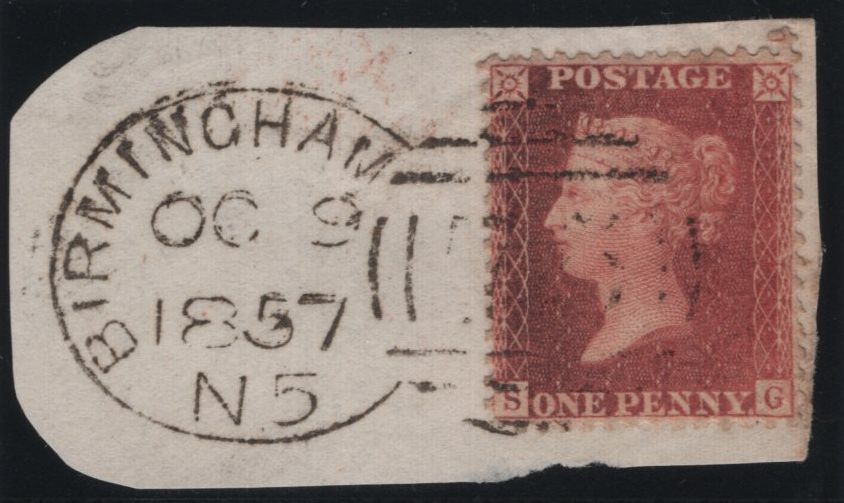 BIRMINGHAM
OC 9
1857
N5
POSTAGE
S ONE PENNY G